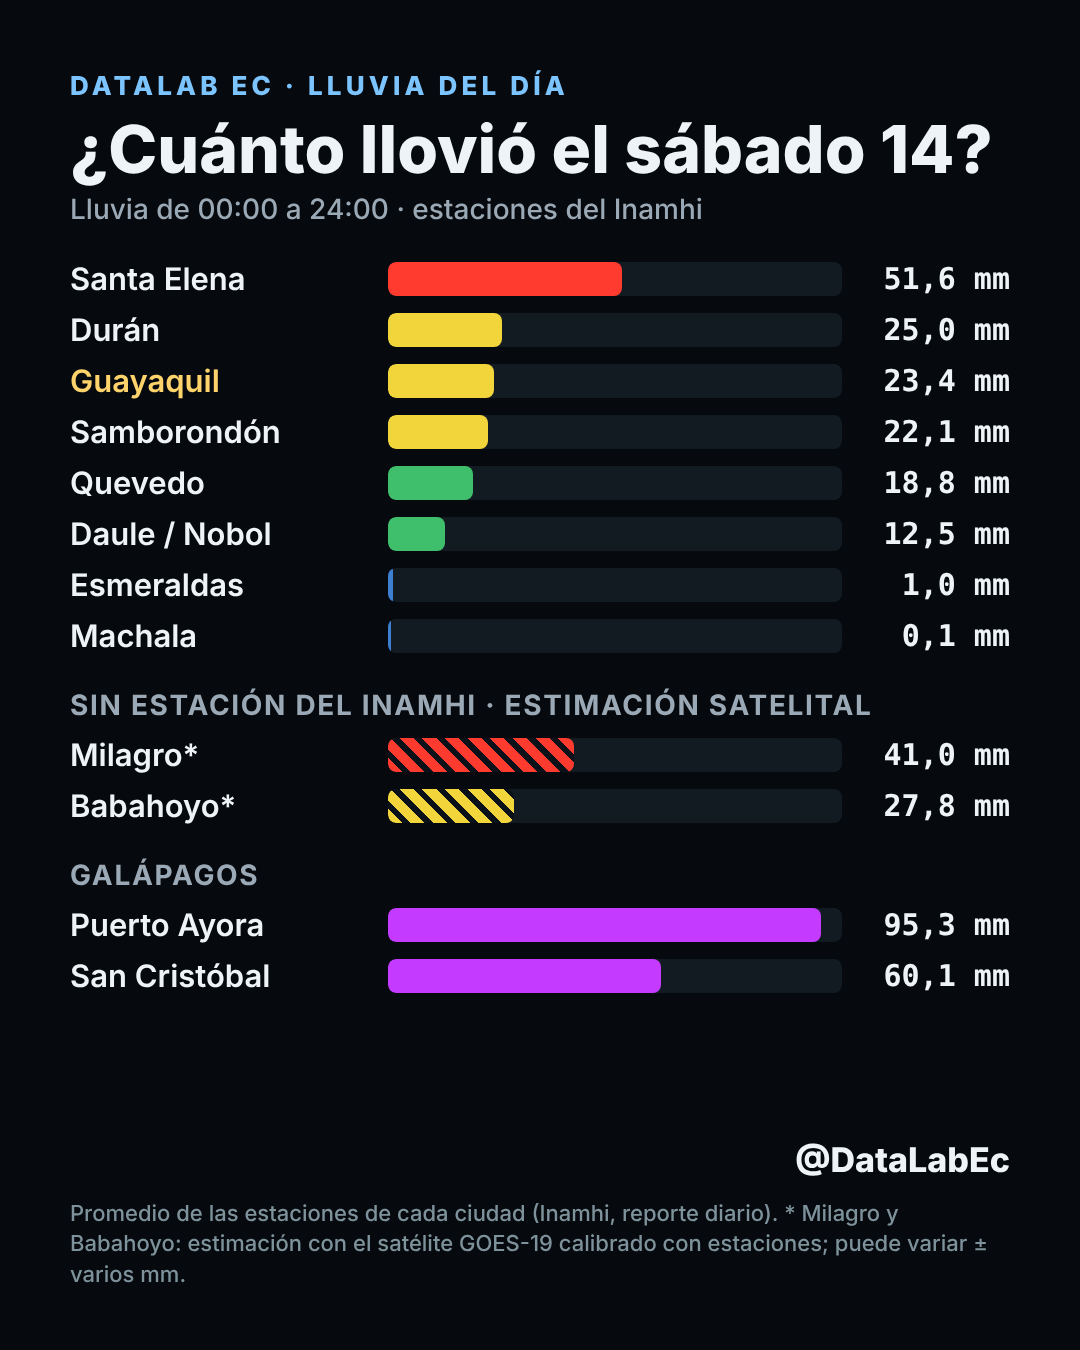 DATALAB EC · LLUVIA DEL DÍA
¿Cuánto llovió el sábado 14?
Lluvia de 00:00 a 24:00 · estaciones del Inamhi
Santa Elena 51,6 mm
Durán 25,0 mm
Guayaquil 23,4 mm
Samborondón 22,1 mm
Quevedo 18,8 mm
Daule / Nobol 12,5 mm
Esmeraldas 1,0 mm
Machala 0,1 mm
SIN ESTACIÓN DEL INAMHI · ESTIMACIÓN SATELITAL
Milagro* 41,0 mm
Babahoyo* 27,8 mm
GALÁPAGOS
Puerto Ayora 95,3 mm
San Cristóbal 60,1 mm
@DataLabEc
Promedio de las estaciones de cada ciudad (Inamhi, reporte diario). * Milagro y
Babahoyo: estimación con el satélite GOES-19 calibrado con estaciones; puede variar ±
varios mm.